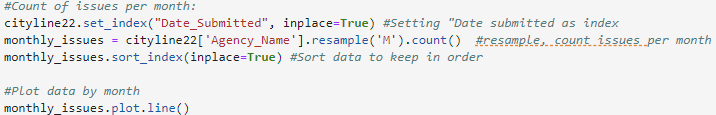 #Count of issues per month:
cityline22.set_index("Date_Submitted", inplace=True) #Setting "Date submitted as index
monthly_issues = cityline22['Agency_Name'].resample('M').count()  #resample, count issues per month
monthly_issues.sort_index(inplace=True) #Sort data to keep in order
#Plot data by month
monthly_issues.plot.line()